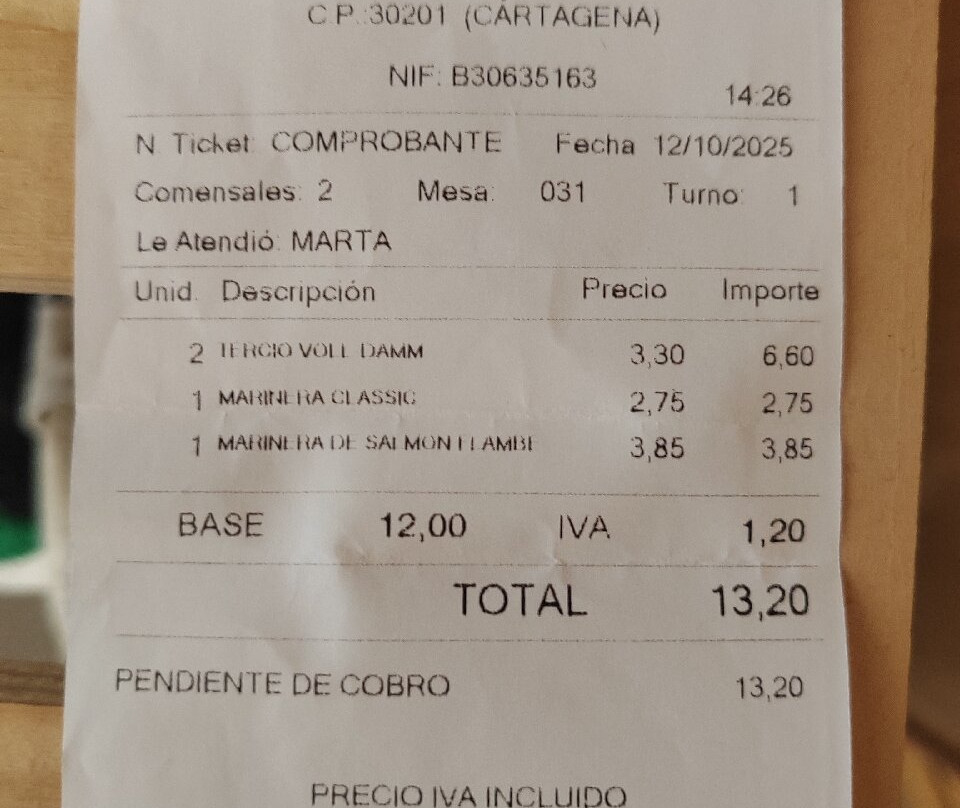 C.P.:30201 (CARTAGENA)
NIF: B30635163
14:26
N Ticket: COMPROBANTE Fecha 12/10/2025
Comensales: 2 Mesa: 031 Turno: 1
Le Atendió: MARTA
Unid. Descripción Precio Importe
2 TERCIO VOLL DAMM 3,30 6,60
1 MARINERA CLASSIC 2,75 2,75
1 MARINERA DE SALMON FLAMBE 3,85 3,85
BASE 12,00 IVA 1,20
TOTAL 13,20
PENDIENTE DE COBRO 13,20
PRECIO IVA INCLUIDO